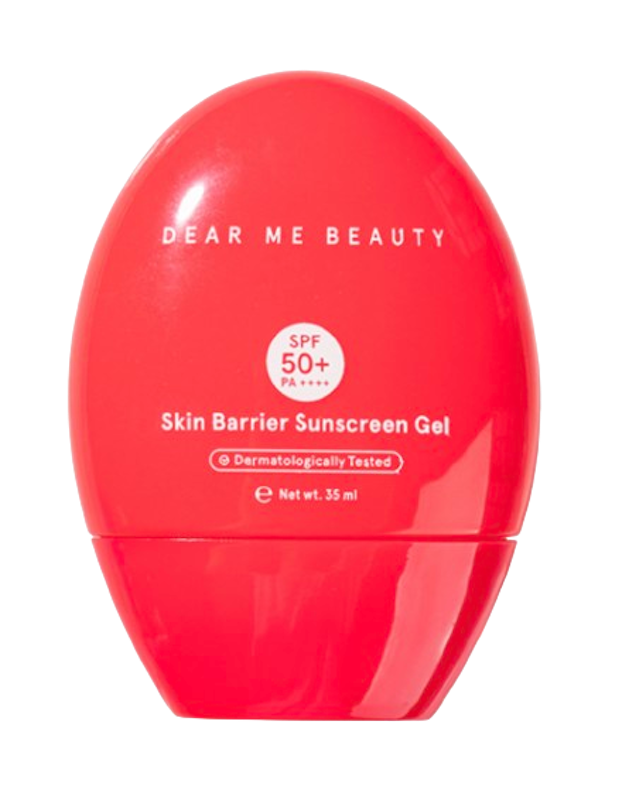 DEAR ME BEAUTY
SPF
50+
PA ++++
Skin Barrier Sunscreen Gel
Dermatologically Tested
℮ Net wt. 35 ml